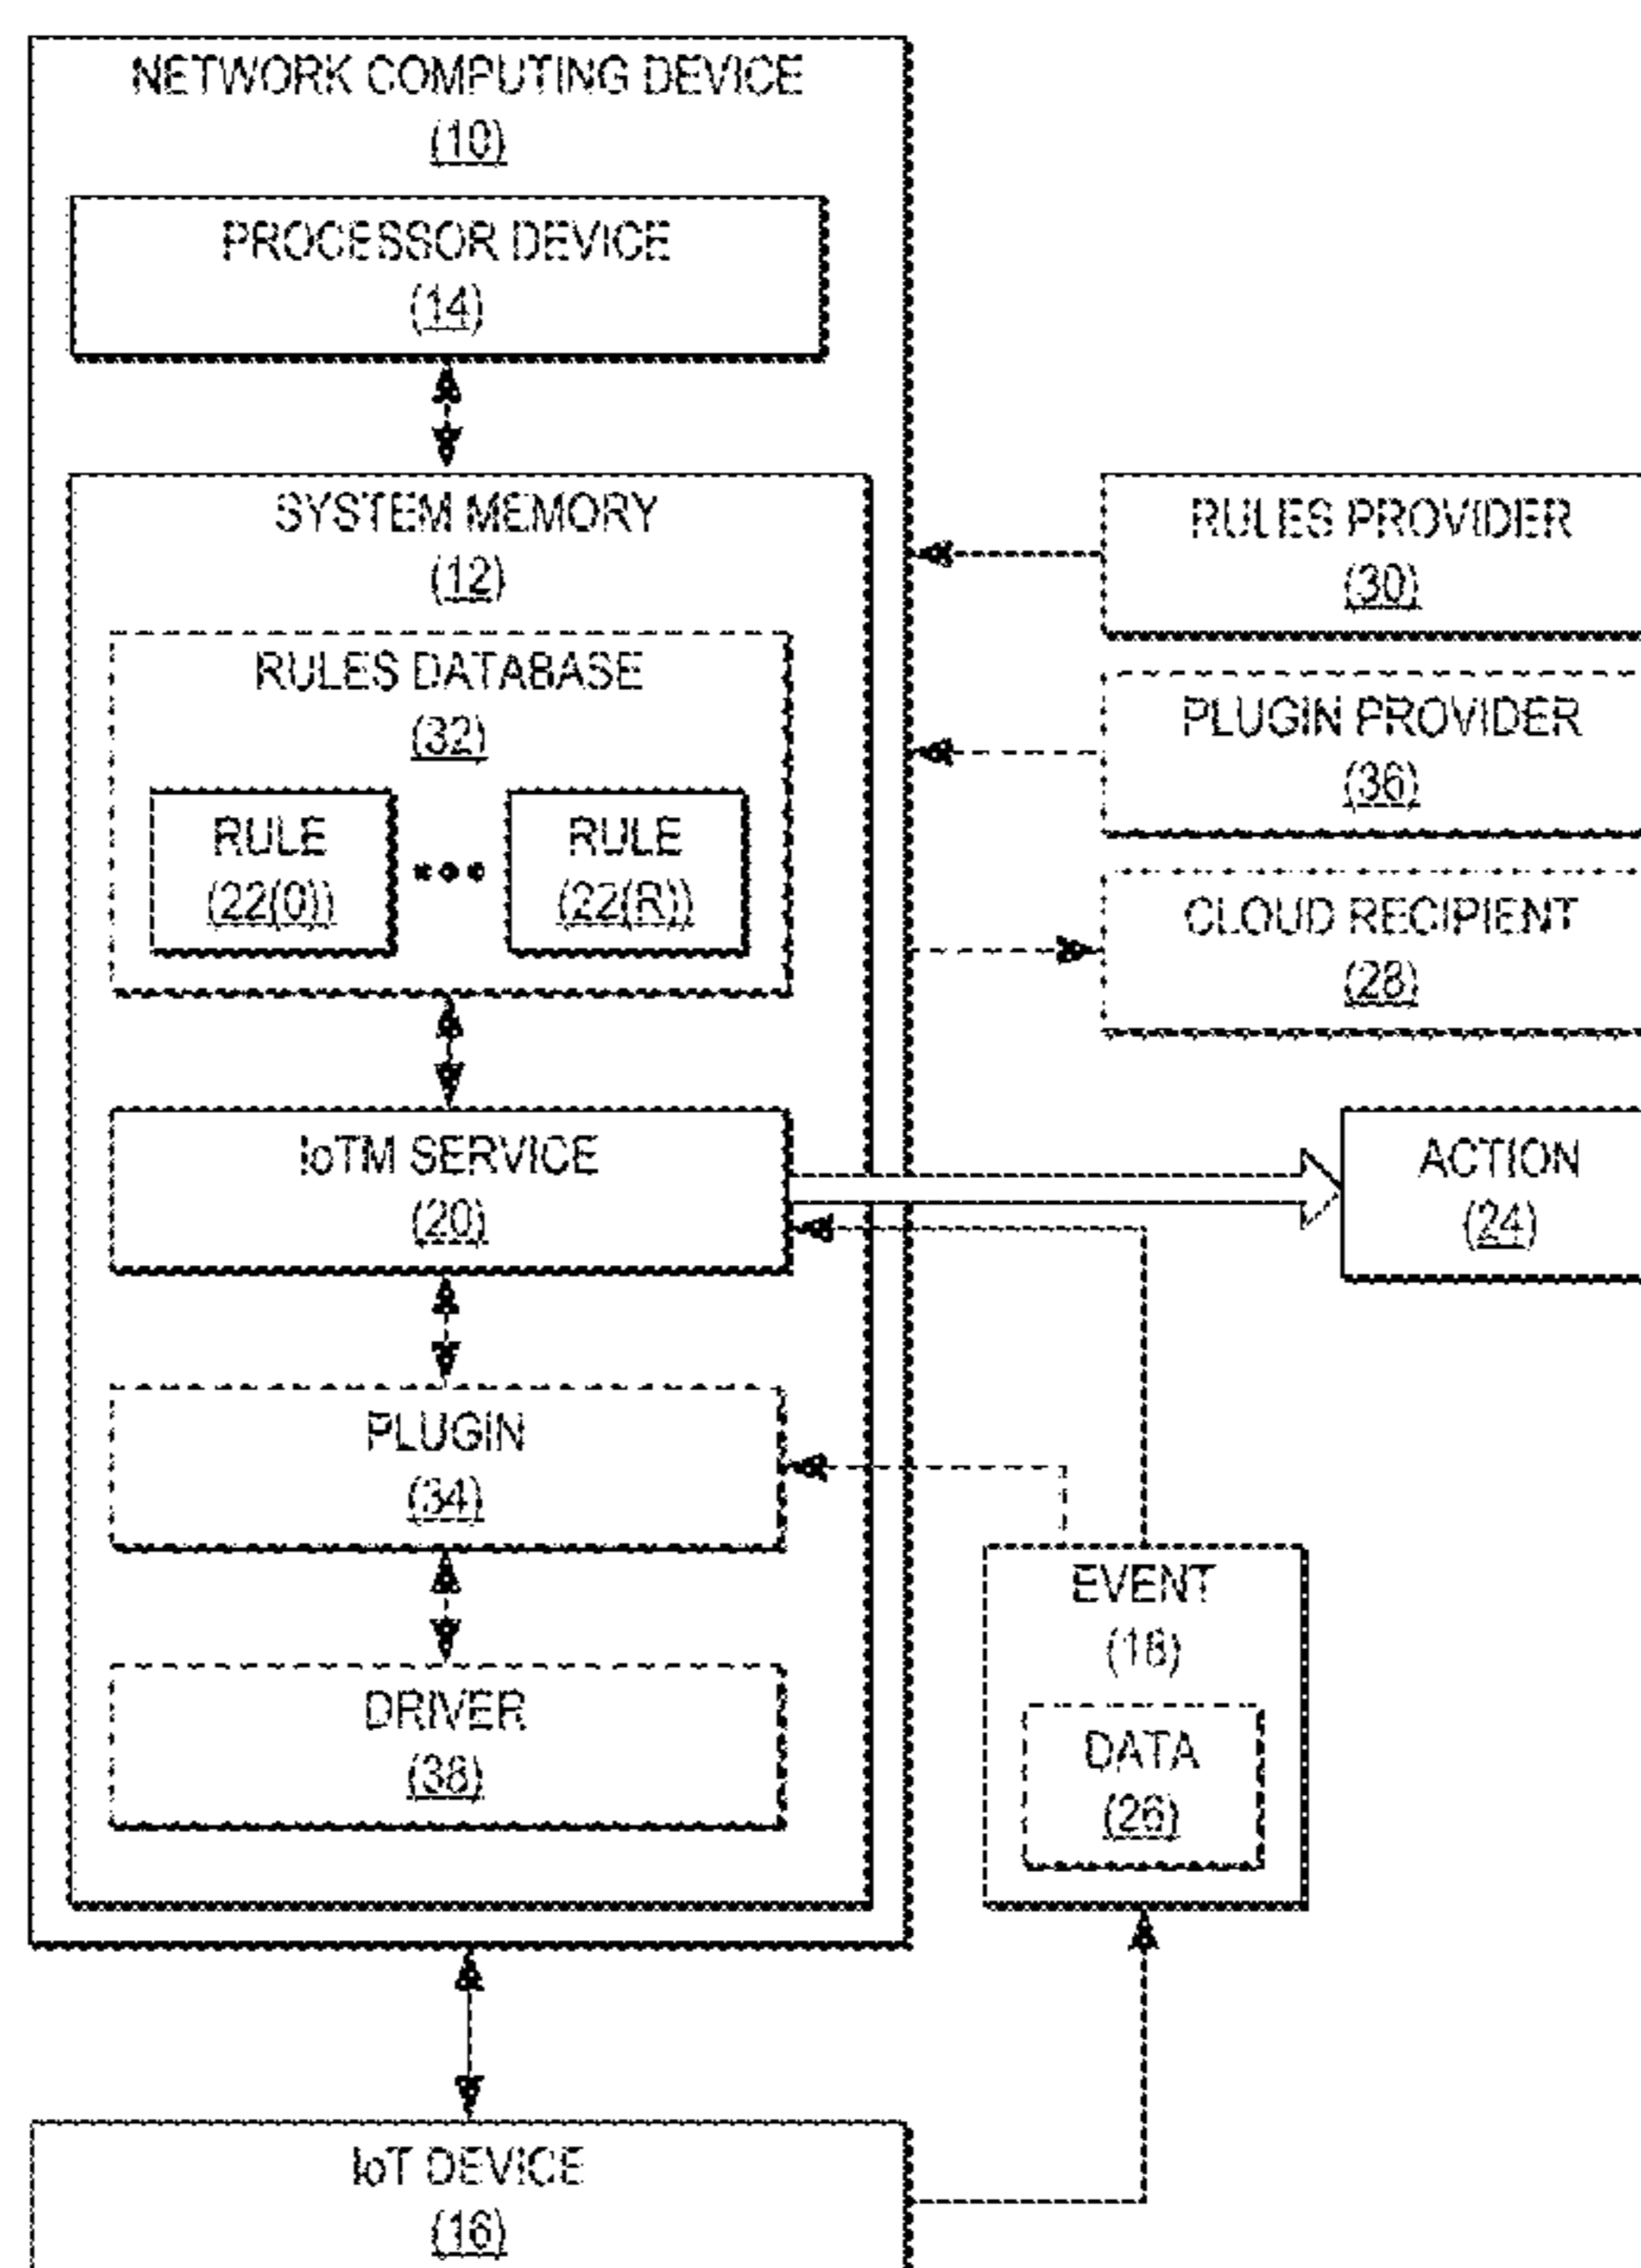 NETWORK COMPUTING DEVICE
(10)
PROCESSOR DEVICE
(14)
SYSTEM MEMORY
(12)
RULES DATABASE
(32)
RULE
(22(0))
RULE
(22(R))
IoTM SERVICE
(20)
PLUGIN
(34)
DRIVER
(38)
RULES PROVIDER
(30)
PLUGIN PROVIDER
(36)
CLOUD RECIPIENT
(28)
ACTION
(24)
EVENT
(18)
DATA
(26)
IoT DEVICE
(16)